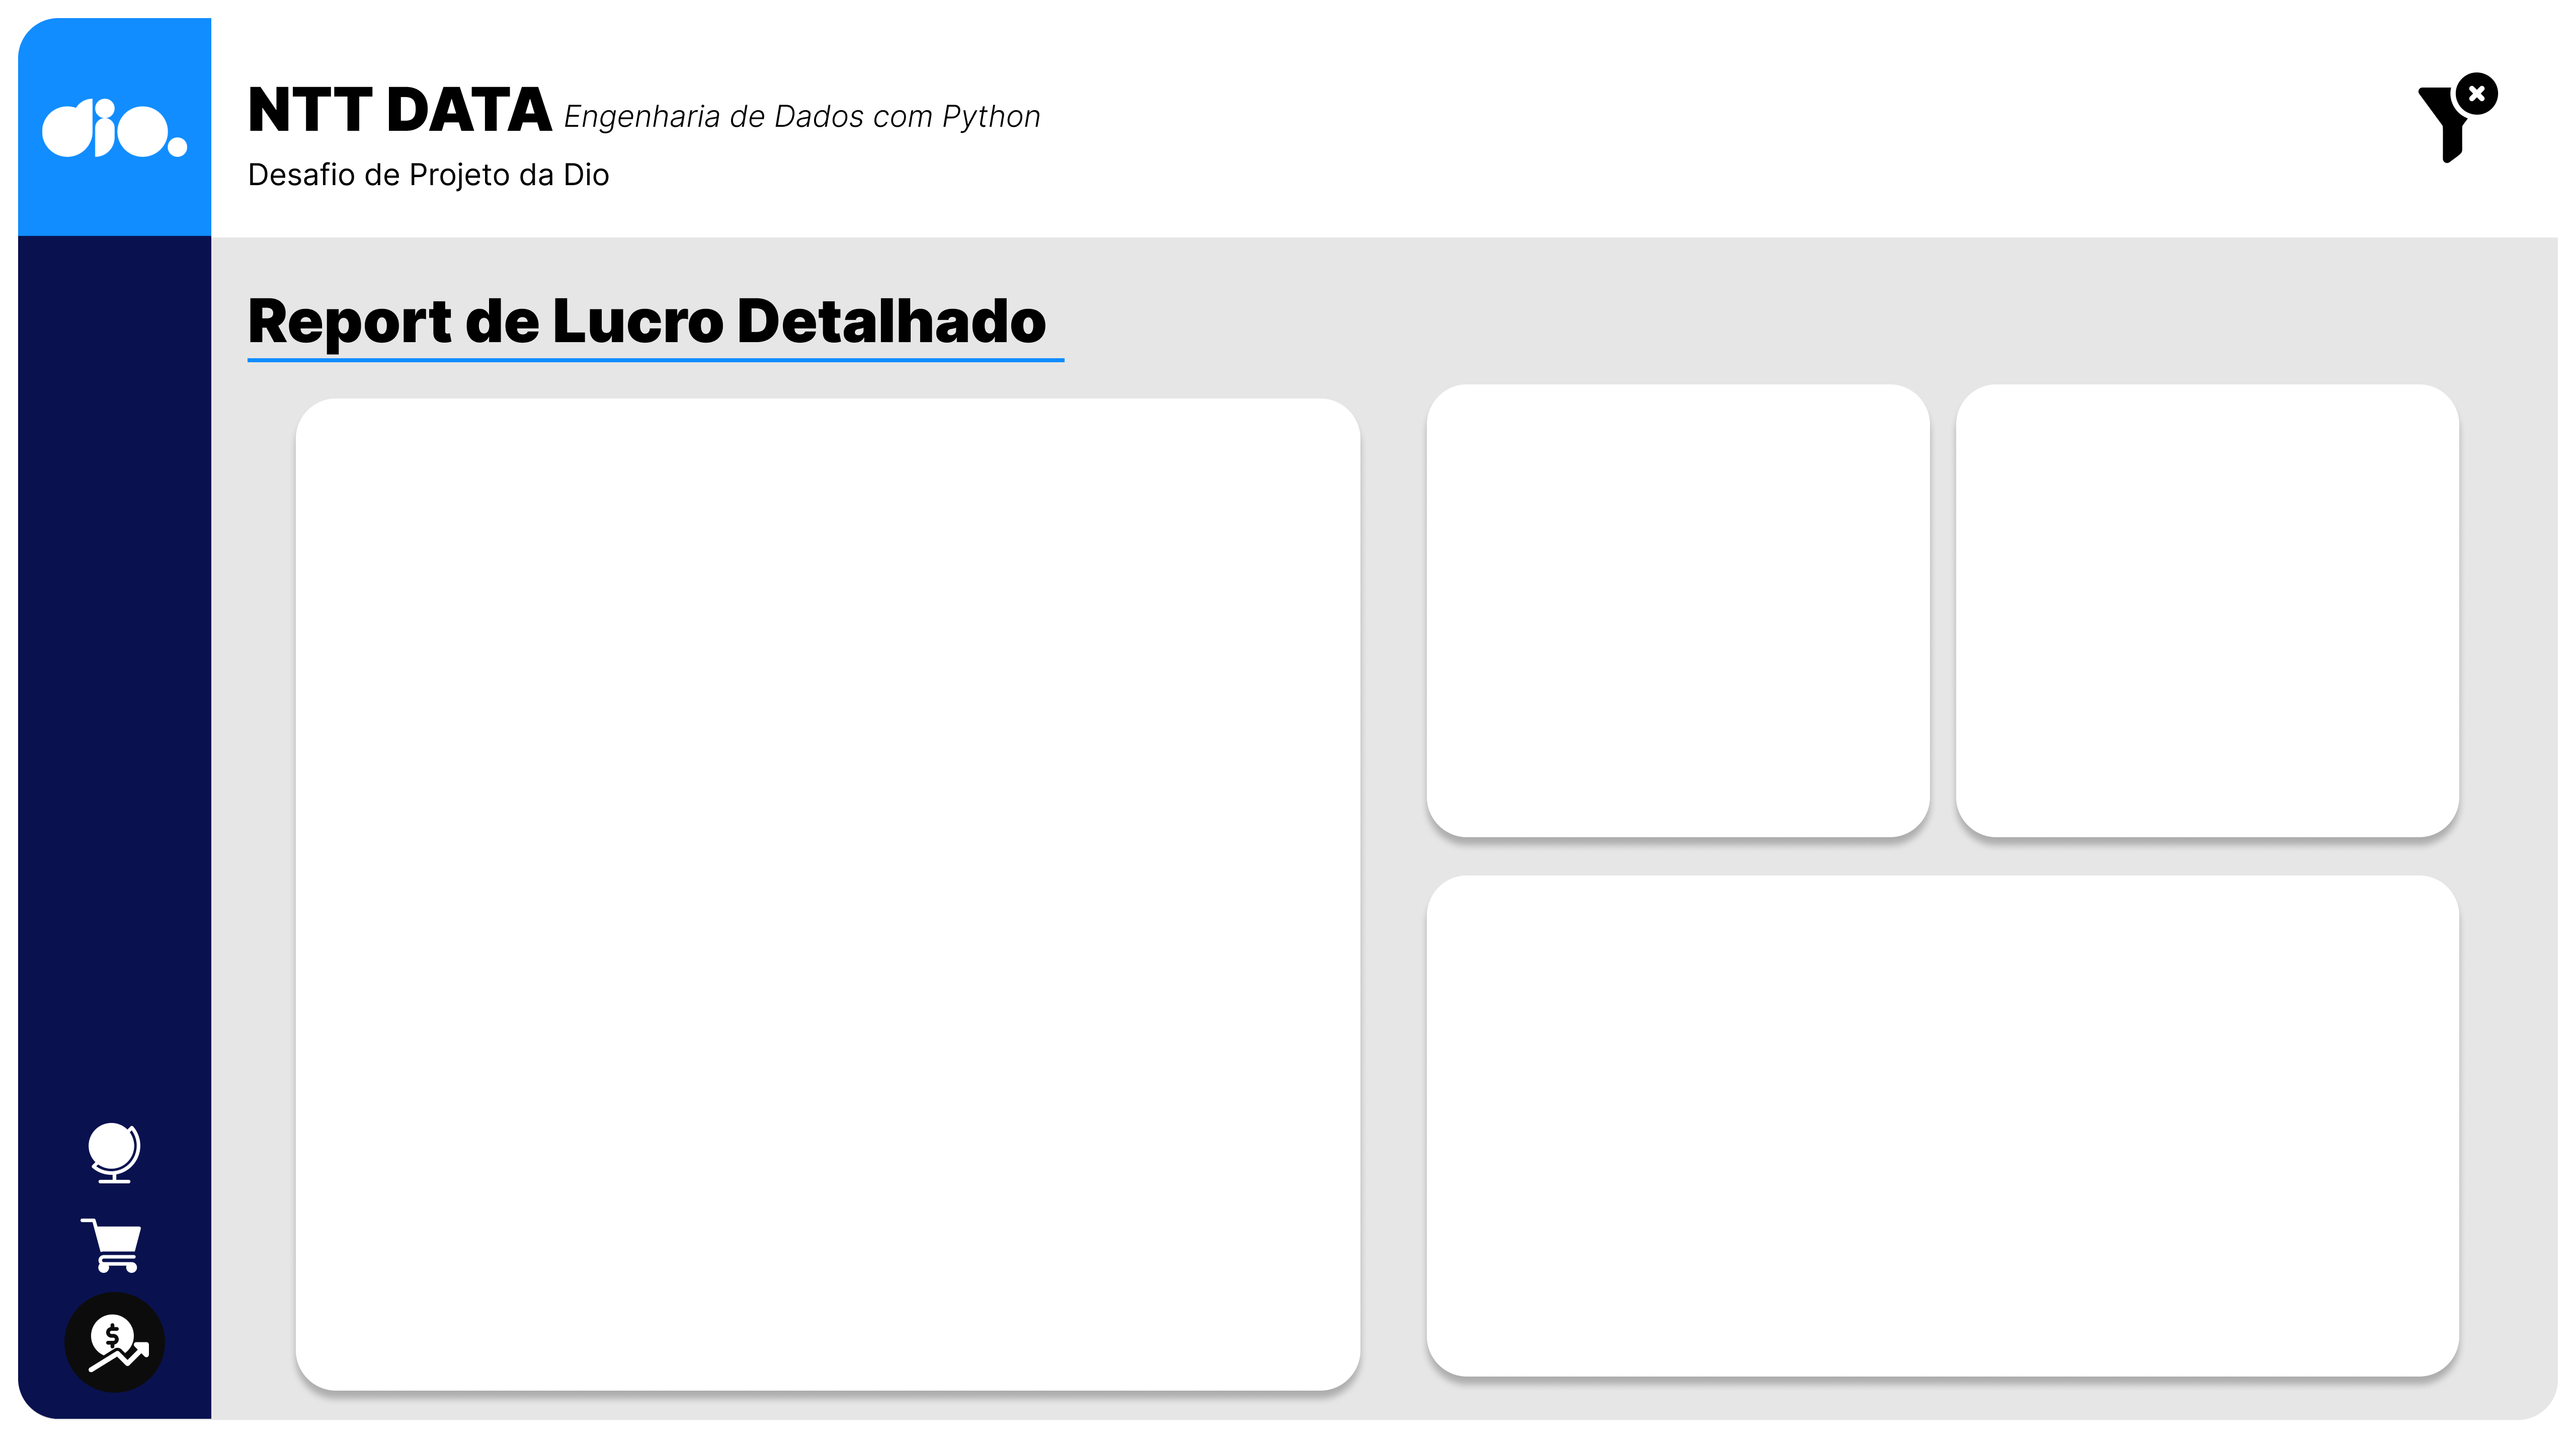 dio.
NTT DATA Engenharia de Dados com Python
Desafio de Projeto da Dio
Report de Lucro Detalhado
$